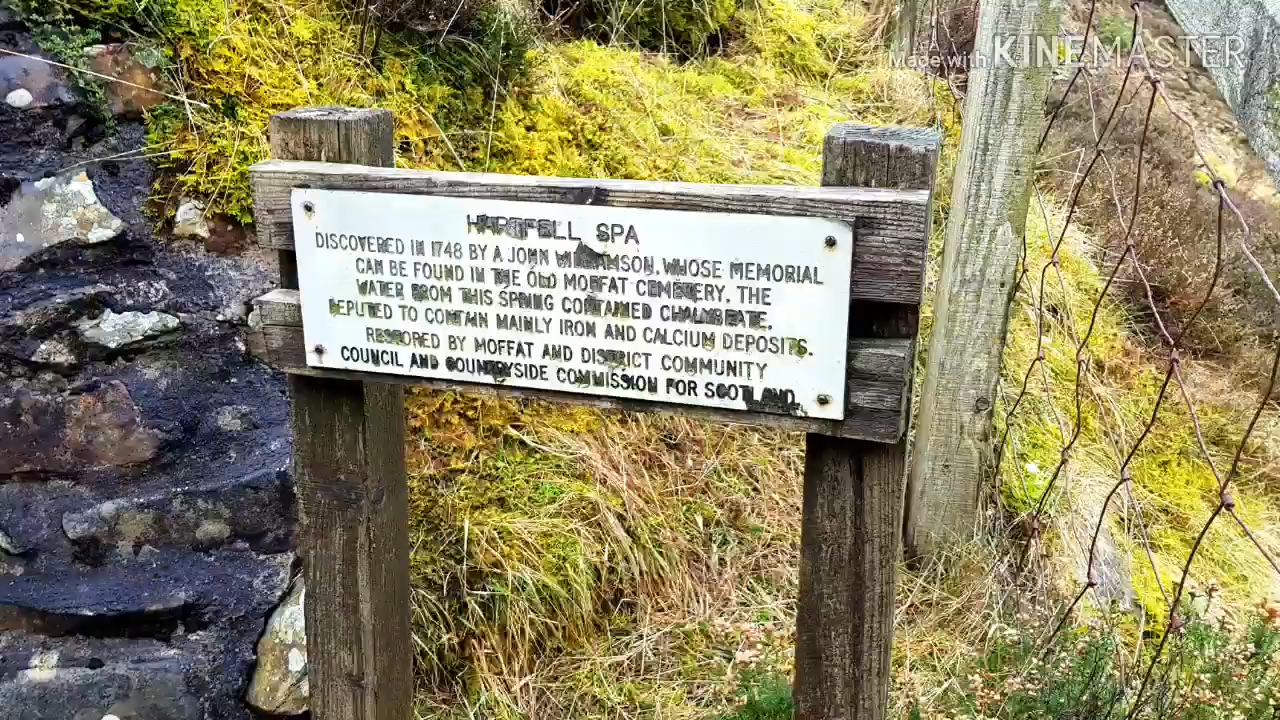 Made with KINEMASTER
HARTFELL SPA
DISCOVERED IN 1748 BY A JOHN WILLIAMSON. WHOSE MEMORIAL
CAN BE FOUND IN THE OLD MOFFAT CEMETERY. THE
WATER FROM THIS SPRING CONTAINED CHALYBEATE.
REPUTED TO CONTAIN MAINLY IRON AND CALCIUM DEPOSITS.
RESTORED BY MOFFAT AND DISTRICT COMMUNITY
COUNCIL AND COUNTRYSIDE COMMISSION FOR SCOTLAND